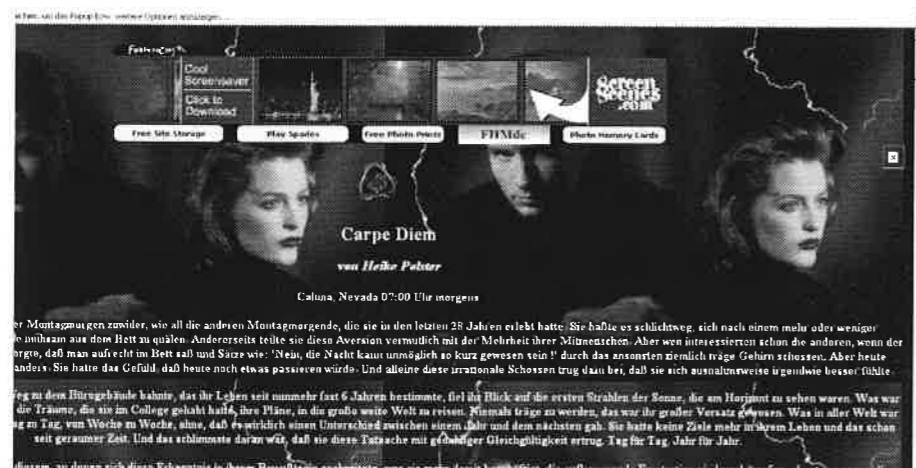 um das Popup bzw. weitere Optionen anzuzeigen...
Cool
Screensaver
Click to
Download
Screen
Scenes
.com
Free Site Storage
Play Spades
Free Photo Prints
FHMde
Photo Memory Cards
Carpe Diem
von Heike
Caluna, Nevada 07:00 Uhr morgens
er Montagmorgen zuwider, wie all die anderen Montagmorgende, die sie in den letzten 28 Jahren erlebt hatte. Sie haßte es schlichtweg, sich nach einem mehr oder weniger
mühsam aus dem Bett zu quälen. Andererseits teilte sie diese Aversion vermutlich mit der Mehrheit ihrer Mitmenschen. Aber wen interessierten schon die anderen, wenn der
daß man aufrecht im Bett saß und Sätze wie: 'Nein, die Nacht kann unmöglich so kurz gewesen sein !' durch das ansonsten ziemlich träge Gehirn schossen. Aber heute
anders. Sie hatte das Gefühl, daß heute noch etwas passieren würde. Und alleine diese irrationale Schossen trug dazu bei, daß sie sich ausnahmsweise irgendwie besser fühlte.
eg zu dem Bürogebäude bahnte, das ihr Leben seit nunmehr fast 6 Jahren bestimmte, fiel ihr Blick auf die ersten Strahlen der Sonne, die am Horizont zu sehen waren. Was war
die Träume, die sie im College gehabt hatte, ihre Pläne, in die große weite Welt zu reisen. Niemals träge zu werden, das war ihr großer Vorsatz gewesen. Was in aller Welt war
ag zu Tag, von Woche zu Woche, ohne, daß es wirklich einen Unterschied zwischen einem Jahr und dem nächsten gab. Sie hatte keine Ziele mehr in ihrem Leben und das schon
seit geraumer Zeit. Und das schlimmste daran war, daß sie diese Tatsache mit Gleichgültigkeit ertrug. Tag für Tag, Jahr für Jahr.